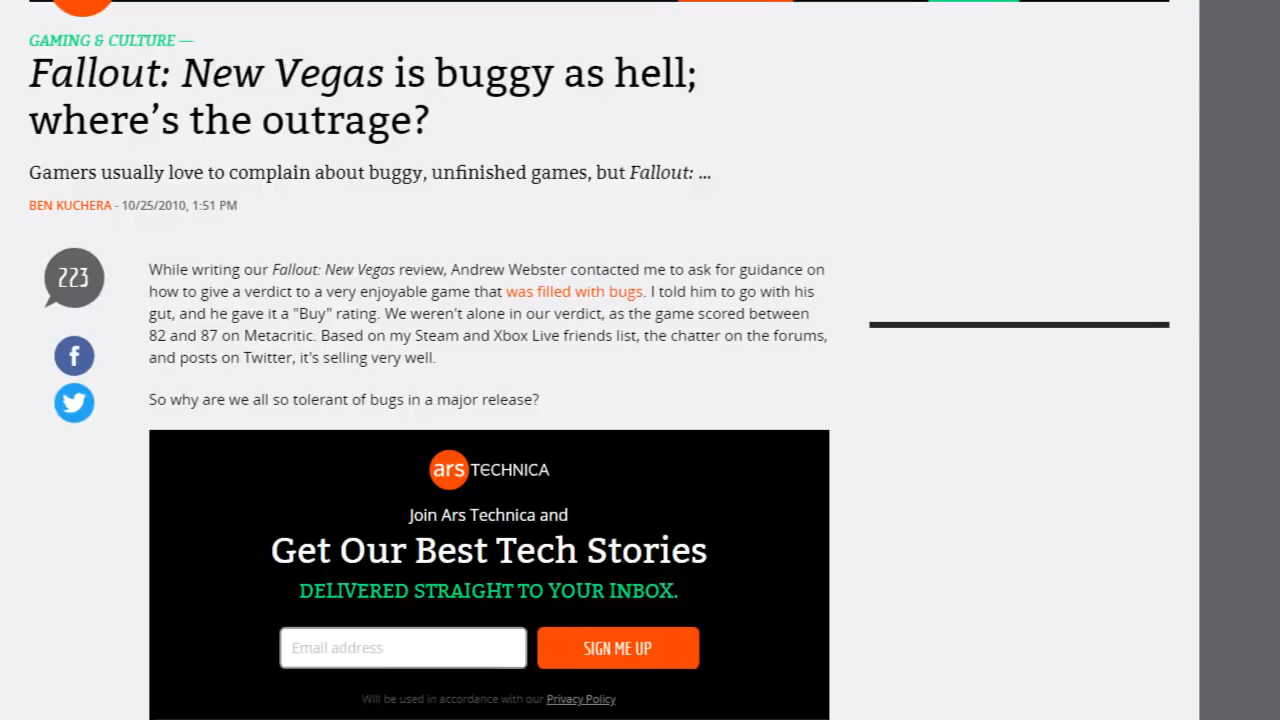 GAMING & CULTURE —
Fallout: New Vegas is buggy as hell;
where’s the outrage?
Gamers usually love to complain about buggy, unfinished games, but Fallout: ...
BEN KUCHERA - 10/25/2010, 1:51 PM
223
While writing our Fallout: New Vegas review, Andrew Webster contacted me to ask for guidance on
how to give a verdict to a very enjoyable game that was filled with bugs. I told him to go with his
gut, and he gave it a "Buy" rating. We weren't alone in our verdict, as the game scored between
82 and 87 on Metacritic. Based on my Steam and Xbox Live friends list, the chatter on the forums,
and posts on Twitter, it's selling very well.
So why are we all so tolerant of bugs in a major release?
ars TECHNICA
Join Ars Technica and
Get Our Best Tech Stories
DELIVERED STRAIGHT TO YOUR INBOX.
Email address
SIGN ME UP
Will be used in accordance with our Privacy Policy